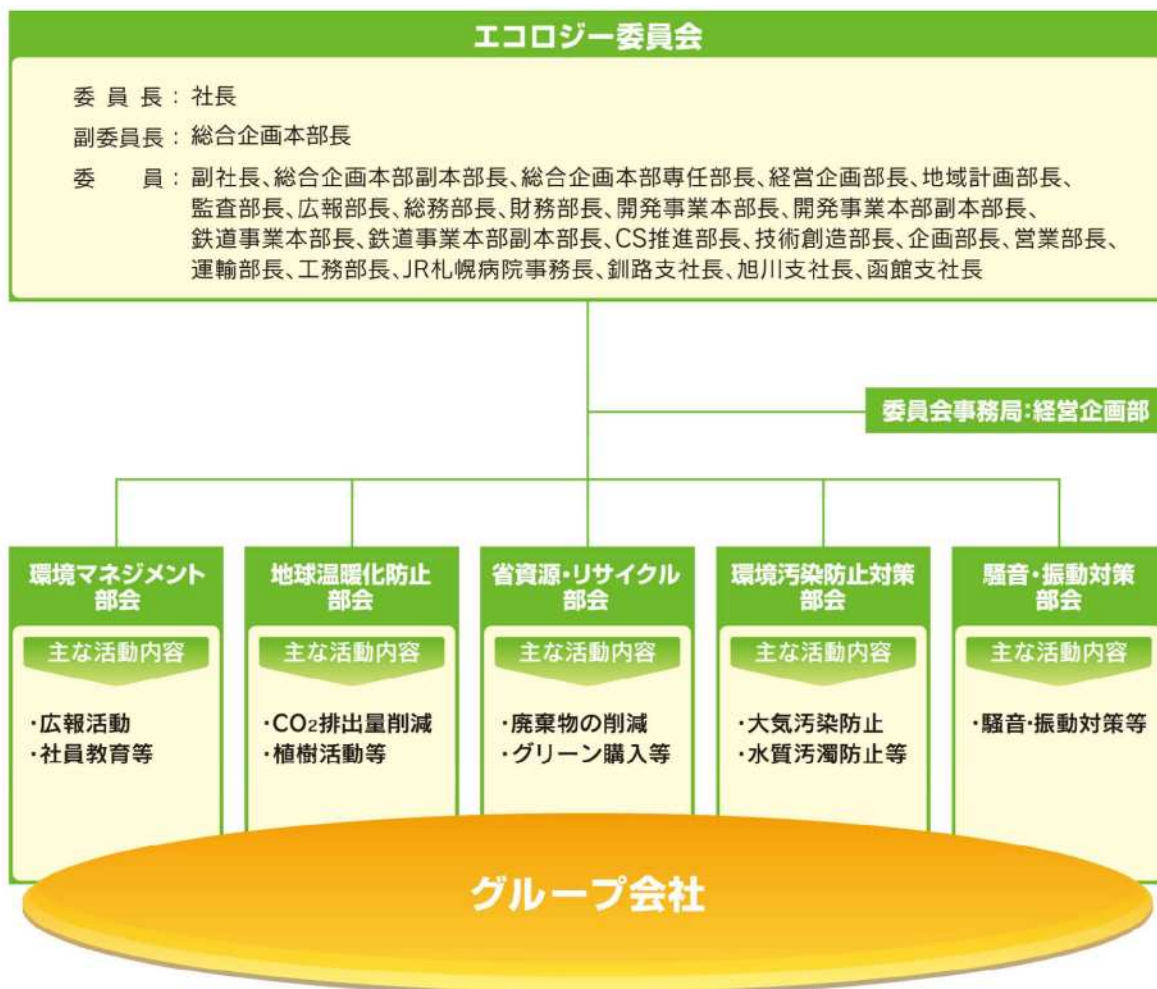 エコロジー委員会
委員長：社長
副委員長：総合企画本部長
委員：副社長、総合企画本部副本部長、総合企画本部専任部長、経営企画部長、地域計画部長、
監査部長、広報部長、総務部長、財務部長、開発事業本部長、開発事業本部副本部長、
鉄道事業本部長、鉄道事業本部副本部長、CS推進部長、技術創造部長、企画部長、営業部長、
運輸部長、工務部長、JR札幌病院事務長、釧路支社長、旭川支社長、函館支社長
委員会事務局：経営企画部
環境マネジメント
部会
主な活動内容
・広報活動
・社員教育等
地球温暖化防止
部会
主な活動内容
・CO2排出量削減
・植樹活動等
省資源・リサイクル
部会
主な活動内容
・廃棄物の削減
・グリーン購入等
環境汚染防止対策
部会
主な活動内容
・大気汚染防止
・水質汚濁防止等
騒音・振動対策
部会
主な活動内容
・騒音・振動対策等
グループ会社